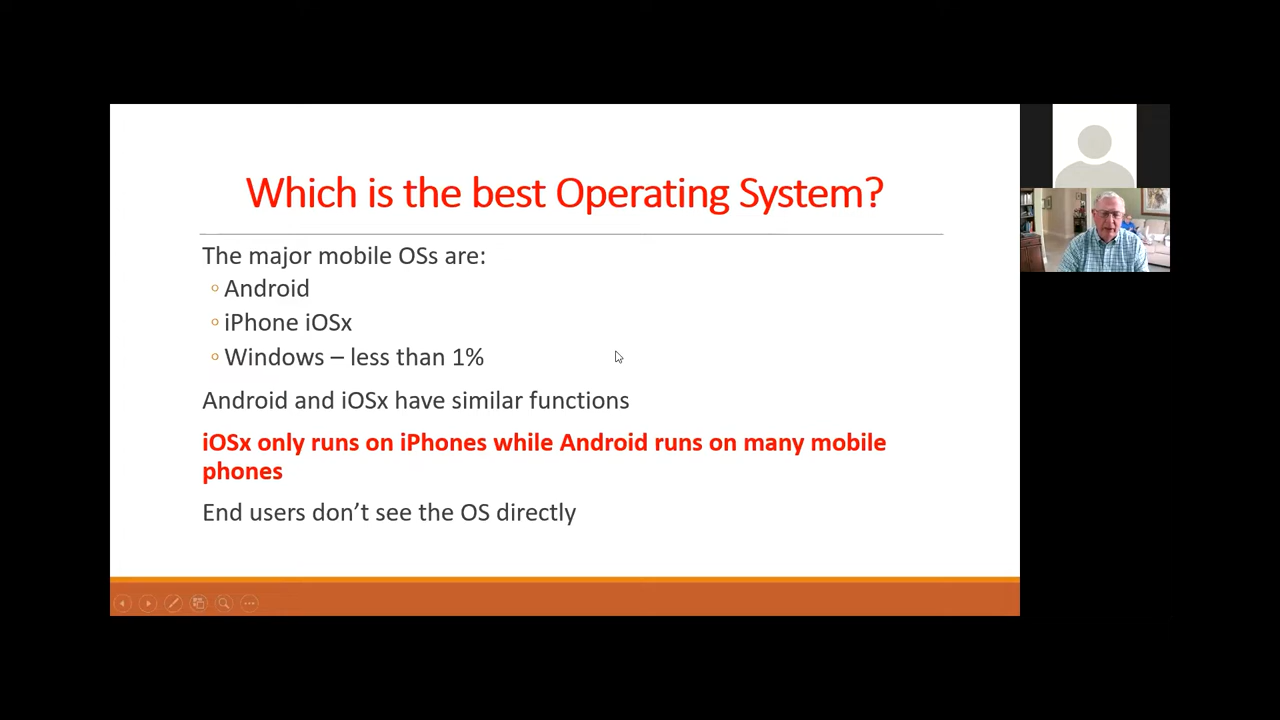 Which is the best Operating System?
The major mobile OSs are:
Android
iPhone iOSx
Windows – less than 1%
Android and iOSx have similar functions
iOSx only runs on iPhones while Android runs on many mobile
phones
End users don’t see the OS directly